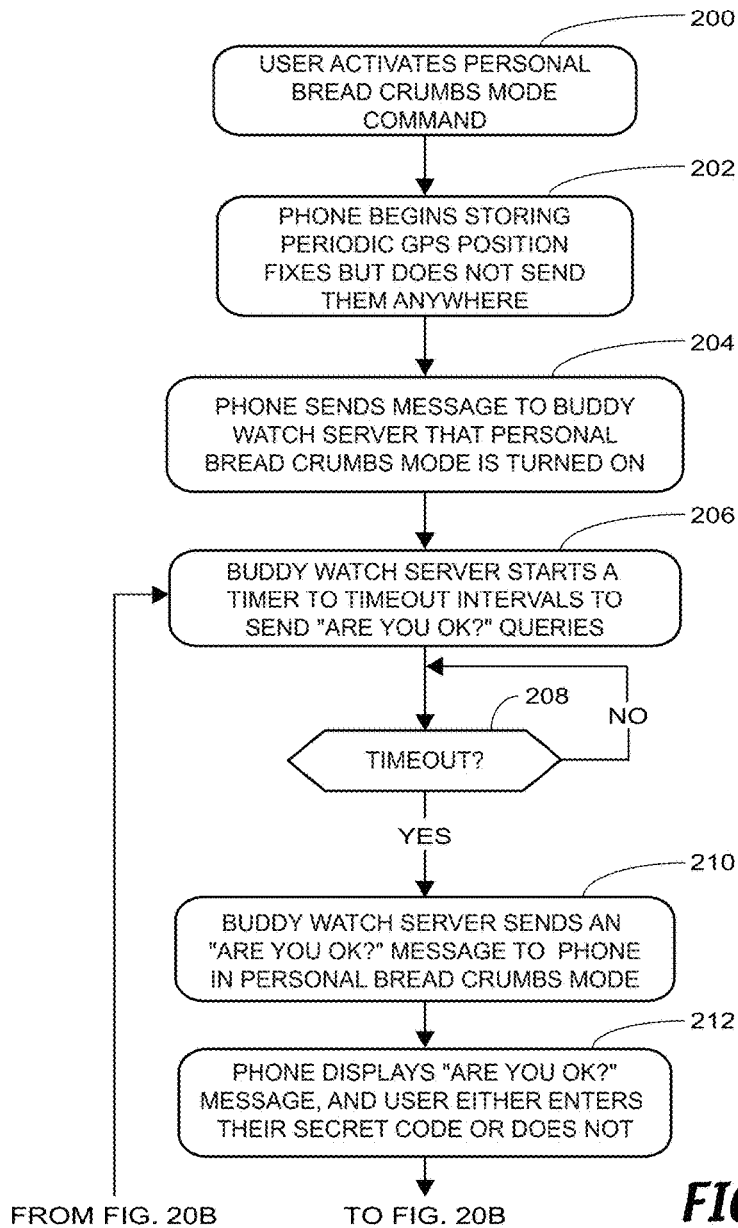 200
USER ACTIVATES PERSONAL
BREAD CRUMBS MODE
COMMAND
202
PHONE BEGINS STORING
PERIODIC GPS POSITION
FIXES BUT DOES NOT SEND
THEM ANYWHERE
204
PHONE SENDS MESSAGE TO BUDDY
WATCH SERVER THAT PERSONAL
BREAD CRUMBS MODE IS TURNED ON
206
BUDDY WATCH SERVER STARTS A
TIMER TO TIMEOUT INTERVALS TO
SEND "ARE YOU OK?" QUERIES
208
NO
TIMEOUT?
YES
210
BUDDY WATCH SERVER SENDS AN
"ARE YOU OK?" MESSAGE TO PHONE
IN PERSONAL BREAD CRUMBS MODE
212
PHONE DISPLAYS "ARE YOU OK?"
MESSAGE, AND USER EITHER ENTERS
THEIR SECRET CODE OR DOES NOT
FROM FIG. 20B TO FIG. 20B